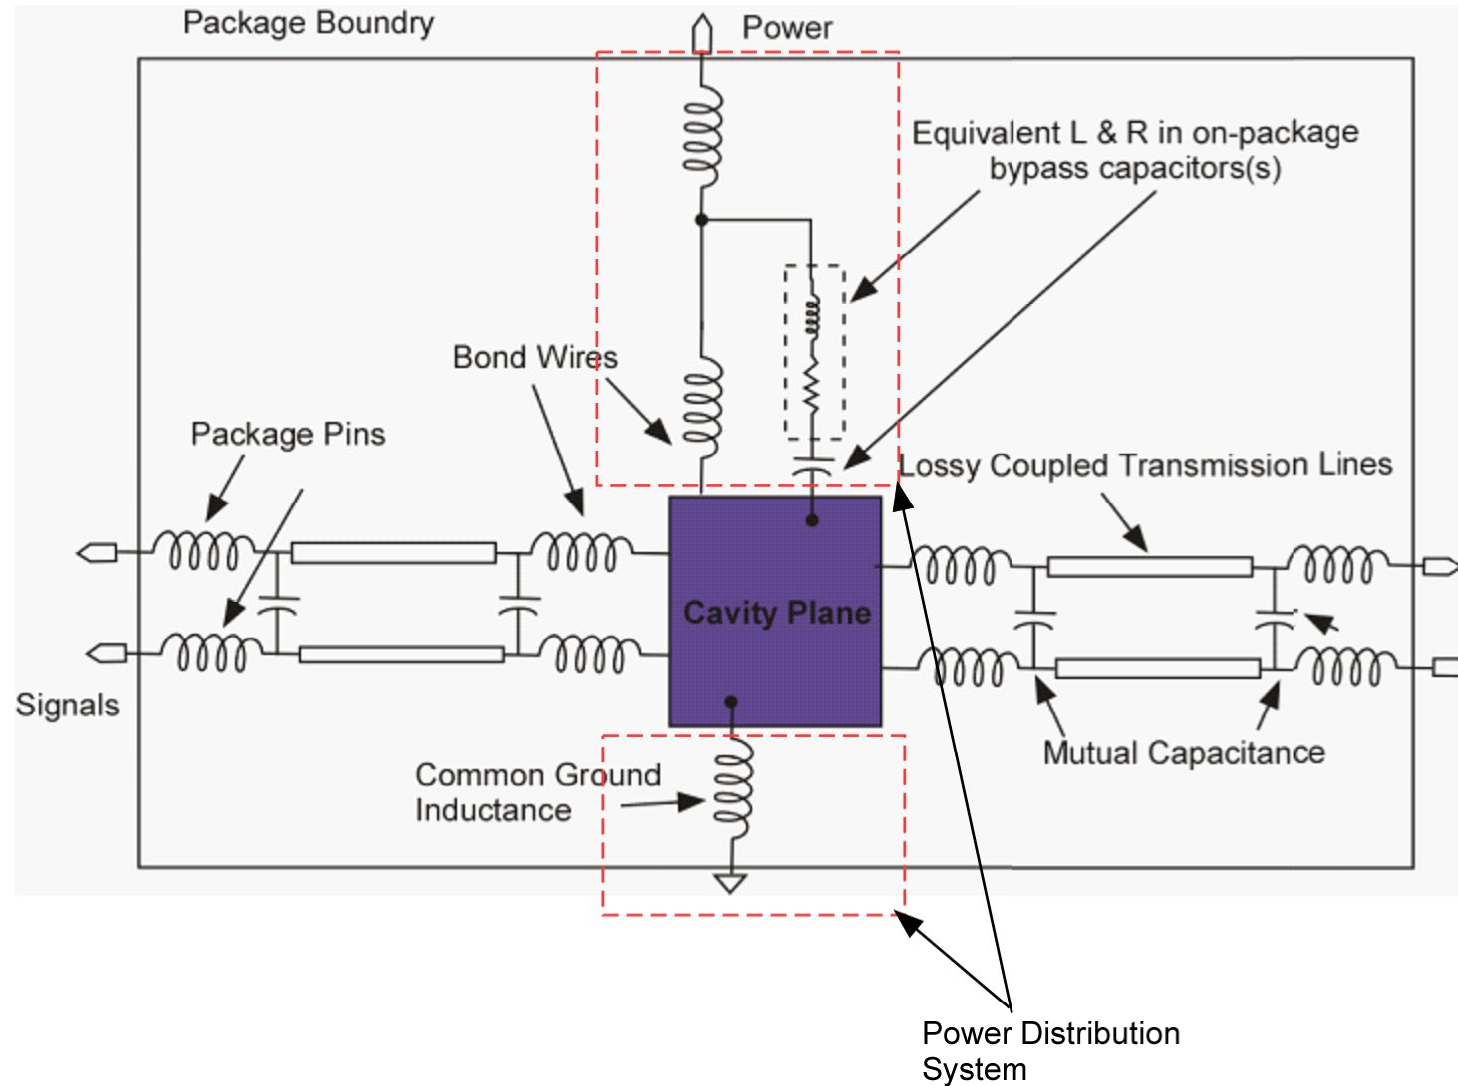 Package Boundry
Power
Equivalent L & R in on-package
bypass capacitors(s)
Bond Wires
Package Pins
Lossy Coupled Transmission Lines
Cavity Plane
Signals
Mutual Capacitance
Common Ground
Inductance
Power Distribution
System